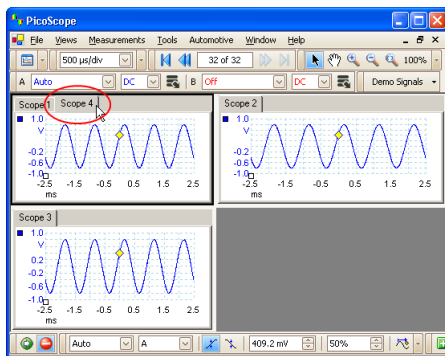 PicoScope
File Views Measurements Tools Automotive Window Help
500 µs/div 32 of 32 100%
A Auto DC B Off DC Demo Signals
Scope 1 Scope 4
1.0
V
-0.2
-0.6
-1.0
-2.5 -1.5 -0.5 0.5 1.5 2.5
ms
Scope 2
1.0
V
-0.2
-0.6
-1.0
-2.5 -1.5 -0.5 0.5 1.5 2.5
ms
Scope 3
1.0
V
0.2
-0.2
-0.6
-1.0
-2.5 -1.5 -0.5 0.5 1.5 2.5
ms
Auto A 409.2 mV 50%